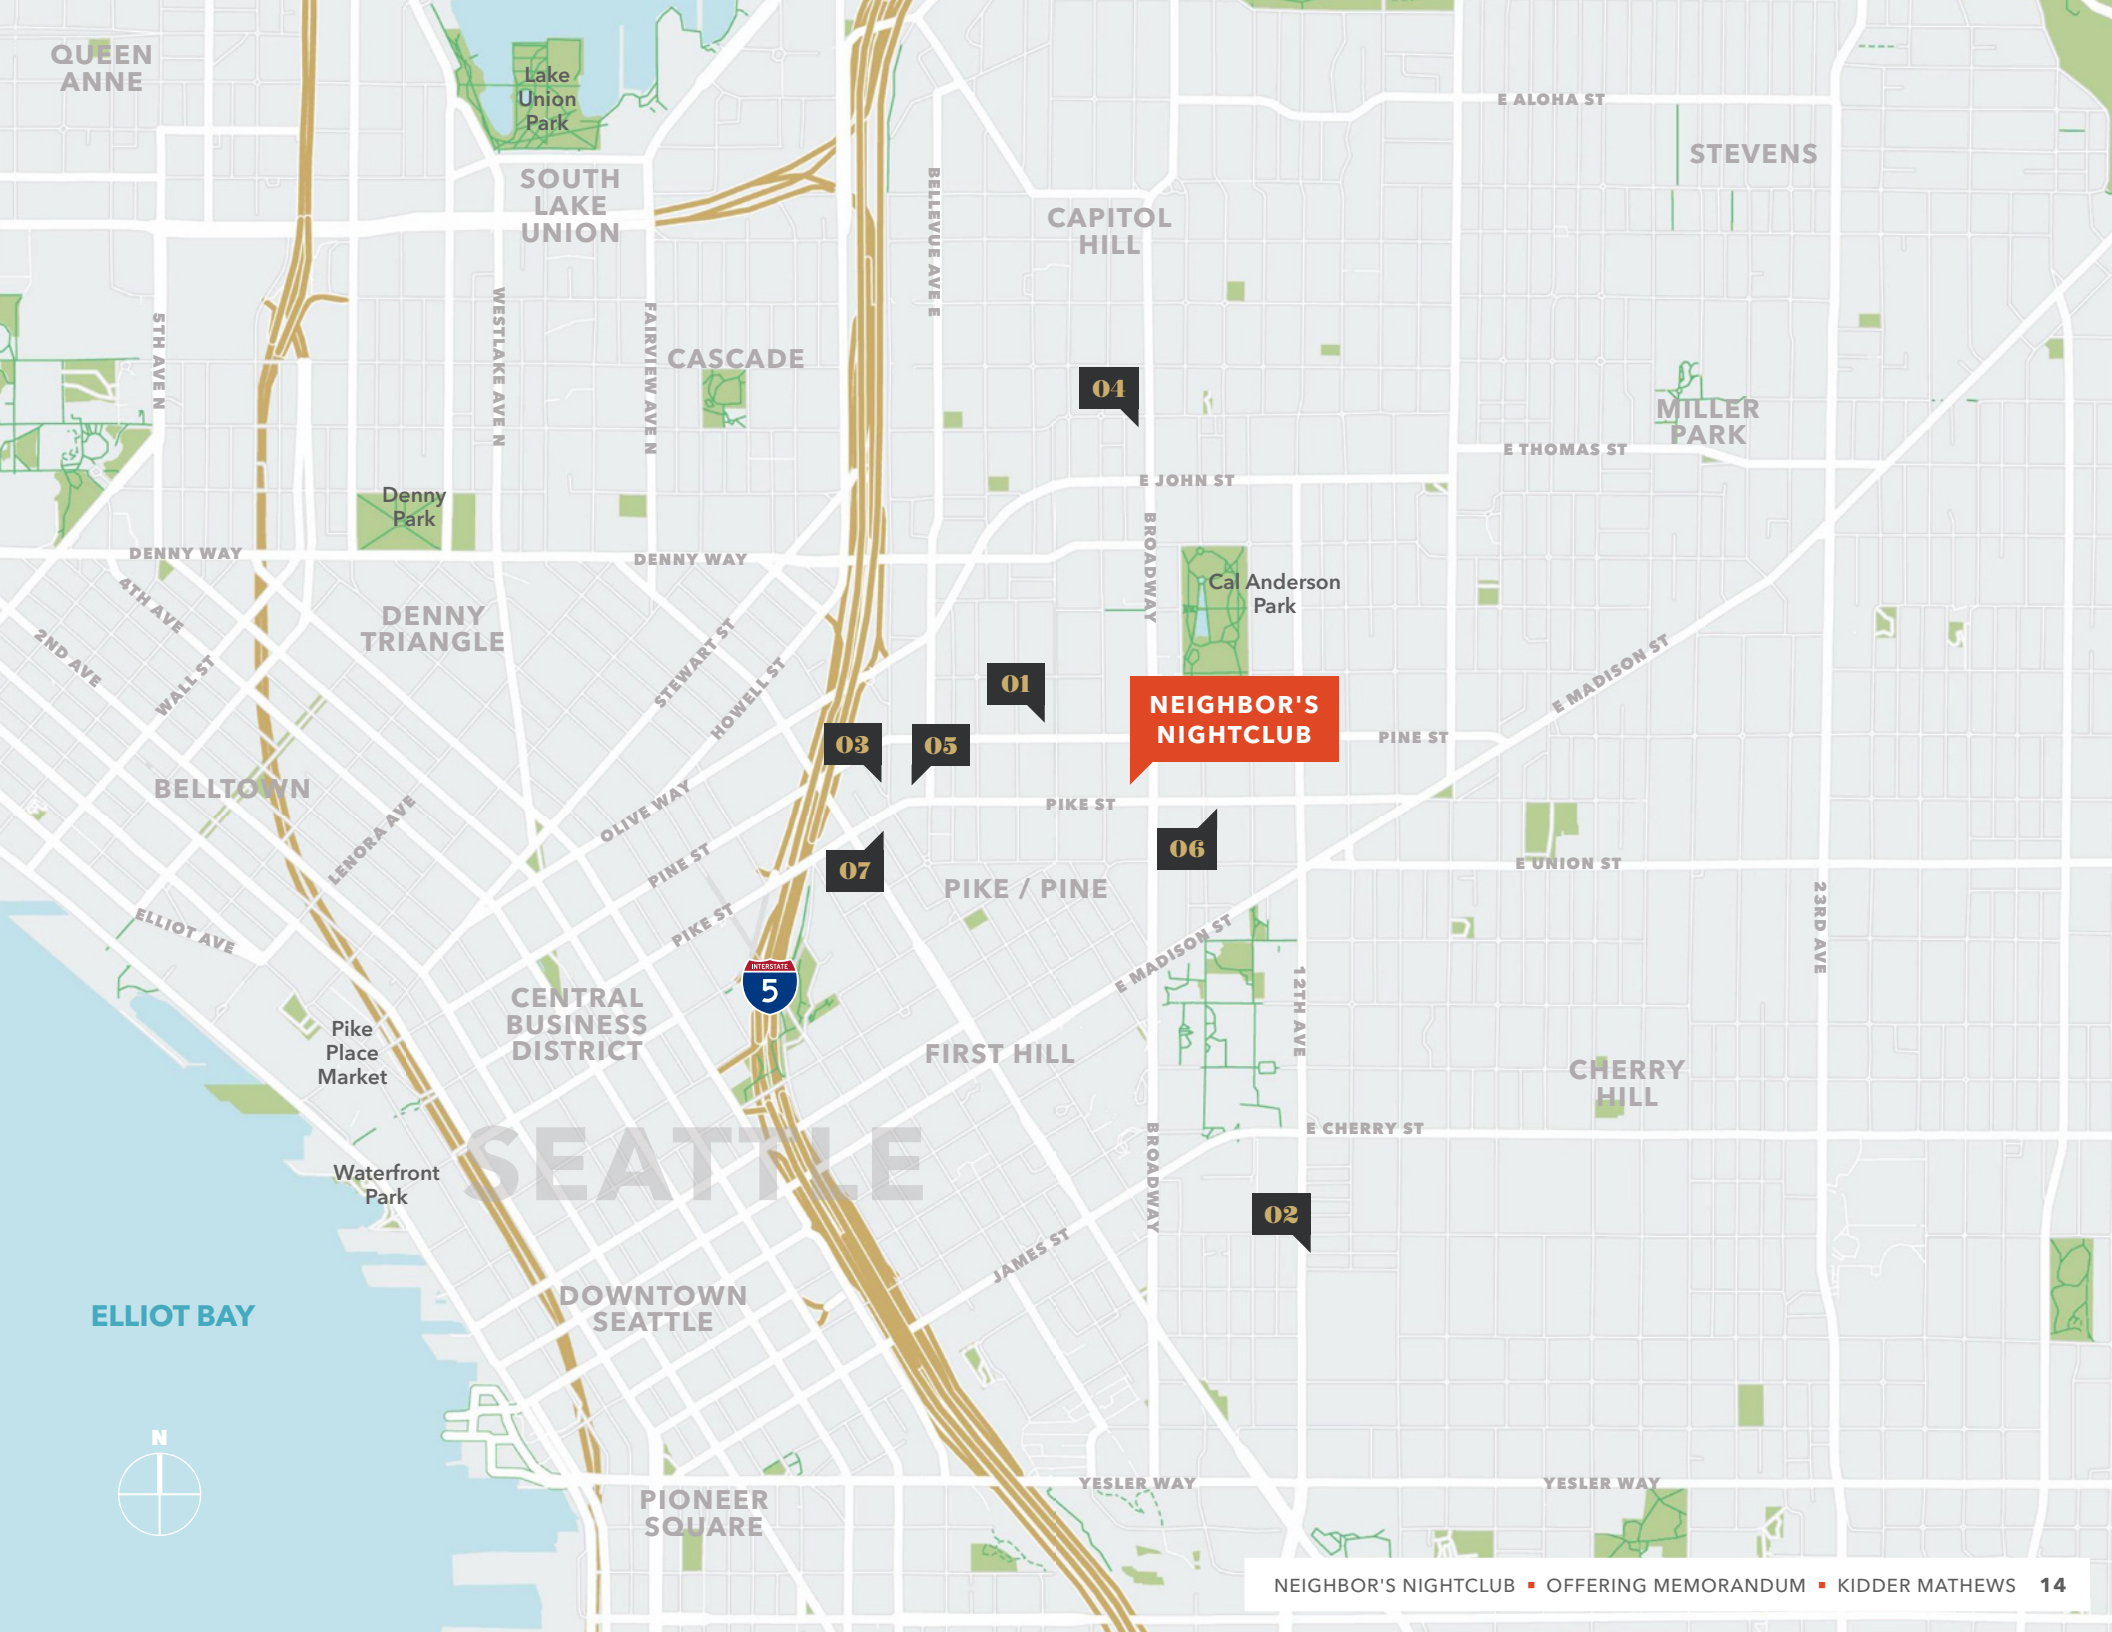 QUEEN
ANNE
Lake
Union
Park
E ALOHA ST
STEVENS
SOUTH
LAKE
UNION
BELLEVUE AVE E
CAPITOL
HILL
5TH AVE N
WESTLAKE AVE N
FAIRVIEW AVE N
CASCADE
04
MILLER
PARK
E THOMAS ST
E JOHN ST
Denny
Park
BROADWAY
DENNY WAY
DENNY WAY
Cal Anderson
Park
4TH AVE
DENNY
TRIANGLE
2ND AVE
WALL ST
STEWART ST
HOWELL ST
E MADISON ST
01
NEIGHBOR'S
NIGHTCLUB
03
05
PINE ST
BELLTOWN
LENORA AVE
OLIVE WAY
PIKE ST
PINE ST
07
06
E UNION ST
PIKE / PINE
23RD AVE
ELLIOT AVE
PIKE ST
E MADISON ST
INTERSTATE
5
12TH AVE
CENTRAL
BUSINESS
DISTRICT
Pike
Place
Market
FIRST HILL
CHERRY
HILL
SEATTLE
E CHERRY ST
BROADWAY
Waterfront
Park
02
JAMES ST
DOWNTOWN
SEATTLE
ELLIOT BAY
N
YESLER WAY
YESLER WAY
PIONEER
SQUARE
NEIGHBOR'S NIGHTCLUB ▪ OFFERING MEMORANDUM ▪ KIDDER MATHEWS 14